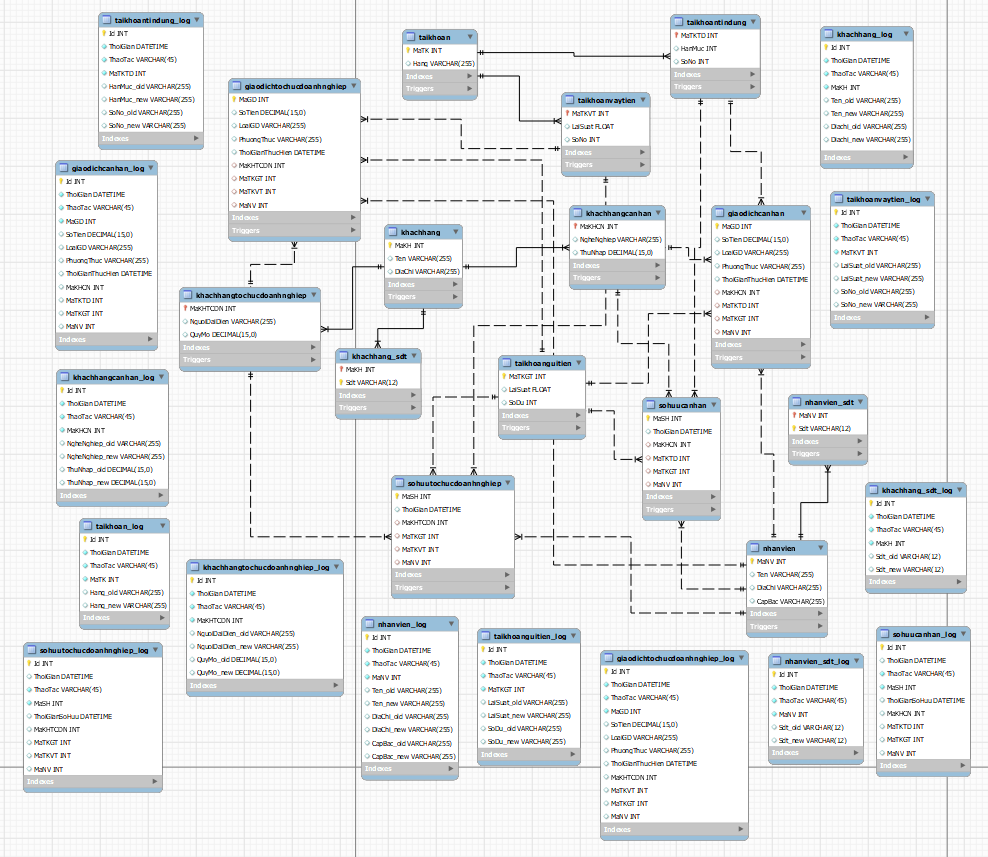 taikhoantindung_log
Id INT
ThoiGian DATETIME
ThaoTac VARCHAR(45)
MaTKTD INT
HanMuc_old VARCHAR(255)
HanMuc_new VARCHAR(255)
SoNo_old VARCHAR(255)
SoNo_new VARCHAR(255)
Indexes
taikhoan
MaTK INT
Hang VARCHAR(255)
Indexes
Triggers
taikhoantindung
MaTKTD INT
HanMuc INT
SoNo INT
Indexes
Triggers
khachhang_log
Id INT
ThoiGian DATETIME
ThaoTac VARCHAR(45)
MaKH INT
Ten_old VARCHAR(255)
Ten_new VARCHAR(255)
Diachi_old VARCHAR(255)
Diachi_new VARCHAR(255)
Indexes
giaodichtochucdoanhnghiep
MaGD INT
SoTien DECIMAL(15,0)
LoaiGD VARCHAR(255)
PhuongThuc VARCHAR(255)
ThoiGianThucHien DATETIME
MaKHTCDN INT
MaTKGT INT
MaTKVT INT
MaNV INT
Indexes
Triggers
taikhoanvaytien
MaTKVT INT
LaiSuat FLOAT
SoNo INT
Indexes
Triggers
giaodichcanhan_log
Id INT
ThoiGian DATETIME
ThaoTac VARCHAR(45)
MaGD INT
SoTien DECIMAL(15,0)
LoaiGD VARCHAR(255)
PhuongThuc VARCHAR(255)
ThoiGianThucHien DATETIME
MaKHCN INT
MaTKTD INT
MaTKGT INT
MaNV INT
Indexes
khachhang
MaKH INT
Ten VARCHAR(255)
DiaChi VARCHAR(255)
Indexes
Triggers
khachhangcanhan
MaKHCN INT
NgheNghiep VARCHAR(255)
ThuNhap DECIMAL(15,0)
Indexes
Triggers
giaodichcanhan
MaGD INT
SoTien DECIMAL(15,0)
LoaiGD VARCHAR(255)
PhuongThuc VARCHAR(255)
ThoiGianThucHien DATETIME
MaKHCN INT
MaTKTD INT
MaTKGT INT
MaNV INT
Indexes
Triggers
taikhoanvaytien_log
Id INT
ThoiGian DATETIME
ThaoTac VARCHAR(45)
MaTKVT INT
LaiSuat_old VARCHAR(255)
LaiSuat_new VARCHAR(255)
SoNo_old VARCHAR(255)
SoNo_new VARCHAR(255)
Indexes
khachhangtochucdoanhnghiep
MaKHTCDN INT
NguoiDaiDien VARCHAR(255)
QuyMo DECIMAL(15,0)
Indexes
Triggers
khachhang_sdt
MaKH INT
Sdt VARCHAR(12)
Indexes
Triggers
taikhoanguitien
MaTKGT INT
LaiSuat FLOAT
SoDu INT
Indexes
Triggers
khachhangcanhan_log
Id INT
ThoiGian DATETIME
ThaoTac VARCHAR(45)
MaKHCN INT
NgheNghiep_old VARCHAR(255)
NgheNghiep_new VARCHAR(255)
ThuNhap_old DECIMAL(15,0)
ThuNhap_new DECIMAL(15,0)
Indexes
sohuucanhan
MaSH INT
ThoiGian DATETIME
MaKHCN INT
MaTKTD INT
MaTKGT INT
MaNV INT
Indexes
Triggers
nhanvien_sdt
MaNV INT
Sdt VARCHAR(12)
Indexes
Triggers
sohuutochucdoanhnghiep
MaSH INT
ThoiGian DATETIME
MaKHTCDN INT
MaTKGT INT
MaTKVT INT
MaNV INT
Indexes
Triggers
khachhang_sdt_log
Id INT
ThoiGian DATETIME
ThaoTac VARCHAR(45)
MaKH INT
Sdt_old VARCHAR(12)
Sdt_new VARCHAR(12)
Indexes
taikhoan_log
Id INT
ThoiGian DATETIME
ThaoTac VARCHAR(45)
MaTK INT
Hang_old VARCHAR(255)
Hang_new VARCHAR(255)
Indexes
nhanvien
MaNV INT
Ten VARCHAR(255)
DiaChi VARCHAR(255)
CapBac VARCHAR(255)
Indexes
Triggers
khachhangtochucdoanhnghiep_log
Id INT
ThoiGian DATETIME
ThaoTac VARCHAR(45)
MaKHTCDN INT
NguoiDaiDien_old VARCHAR(255)
NguoiDaiDien_new VARCHAR(255)
QuyMo_old DECIMAL(15,0)
QuyMo_new DECIMAL(15,0)
Indexes
sohuutochucdoanhnghiep_log
Id INT
ThoiGian DATETIME
ThaoTac VARCHAR(45)
MaSH INT
ThoiGianSoHuu DATETIME
MaKHTCDN INT
MaTKGT INT
MaTKVT INT
MaNV INT
Indexes
nhanvien_log
Id INT
ThoiGian DATETIME
ThaoTac VARCHAR(45)
MaNV INT
Ten_old VARCHAR(255)
Ten_new VARCHAR(255)
DiaChi_old VARCHAR(255)
DiaChi_new VARCHAR(255)
CapBac_old VARCHAR(255)
CapBac_new VARCHAR(255)
Indexes
taikhoanguitien_log
Id INT
ThoiGian DATETIME
ThaoTac VARCHAR(45)
MaTKGT INT
LaiSuat_old VARCHAR(255)
LaiSuat_new VARCHAR(255)
SoDu_old VARCHAR(255)
SoDu_new VARCHAR(255)
Indexes
giaodichtochucdoanhnghiep_log
Id INT
ThoiGian DATETIME
ThaoTac VARCHAR(45)
MaGD INT
SoTien DECIMAL(15,0)
LoaiGD VARCHAR(255)
PhuongThuc VARCHAR(255)
ThoiGianThucHien DATETIME
MaKHTCDN INT
MaTKVT INT
MaTKGT INT
MaNV INT
Indexes
nhanvien_sdt_log
Id INT
ThoiGian DATETIME
ThaoTac VARCHAR(45)
MaNV INT
Sdt_old VARCHAR(12)
Sdt_new VARCHAR(12)
Indexes
sohuucanhan_log
Id INT
ThoiGian DATETIME
ThaoTac VARCHAR(45)
MaSH INT
ThoiGianSoHuu DATETIME
MaKHCN INT
MaTKTD INT
MaTKGT INT
MaNV INT
Indexes